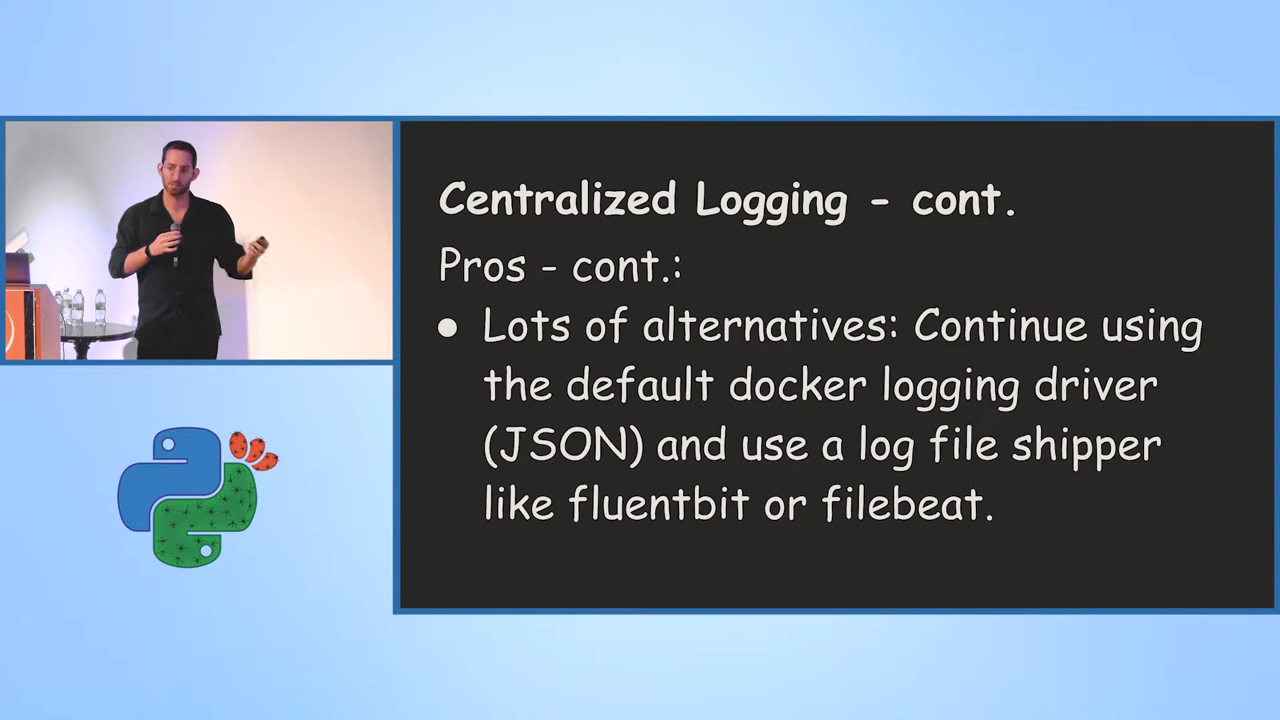 Centralized Logging - cont.
Pros - cont.:
● Lots of alternatives: Continue using
the default docker logging driver
(JSON) and use a log file shipper
like fluentbit or filebeat.